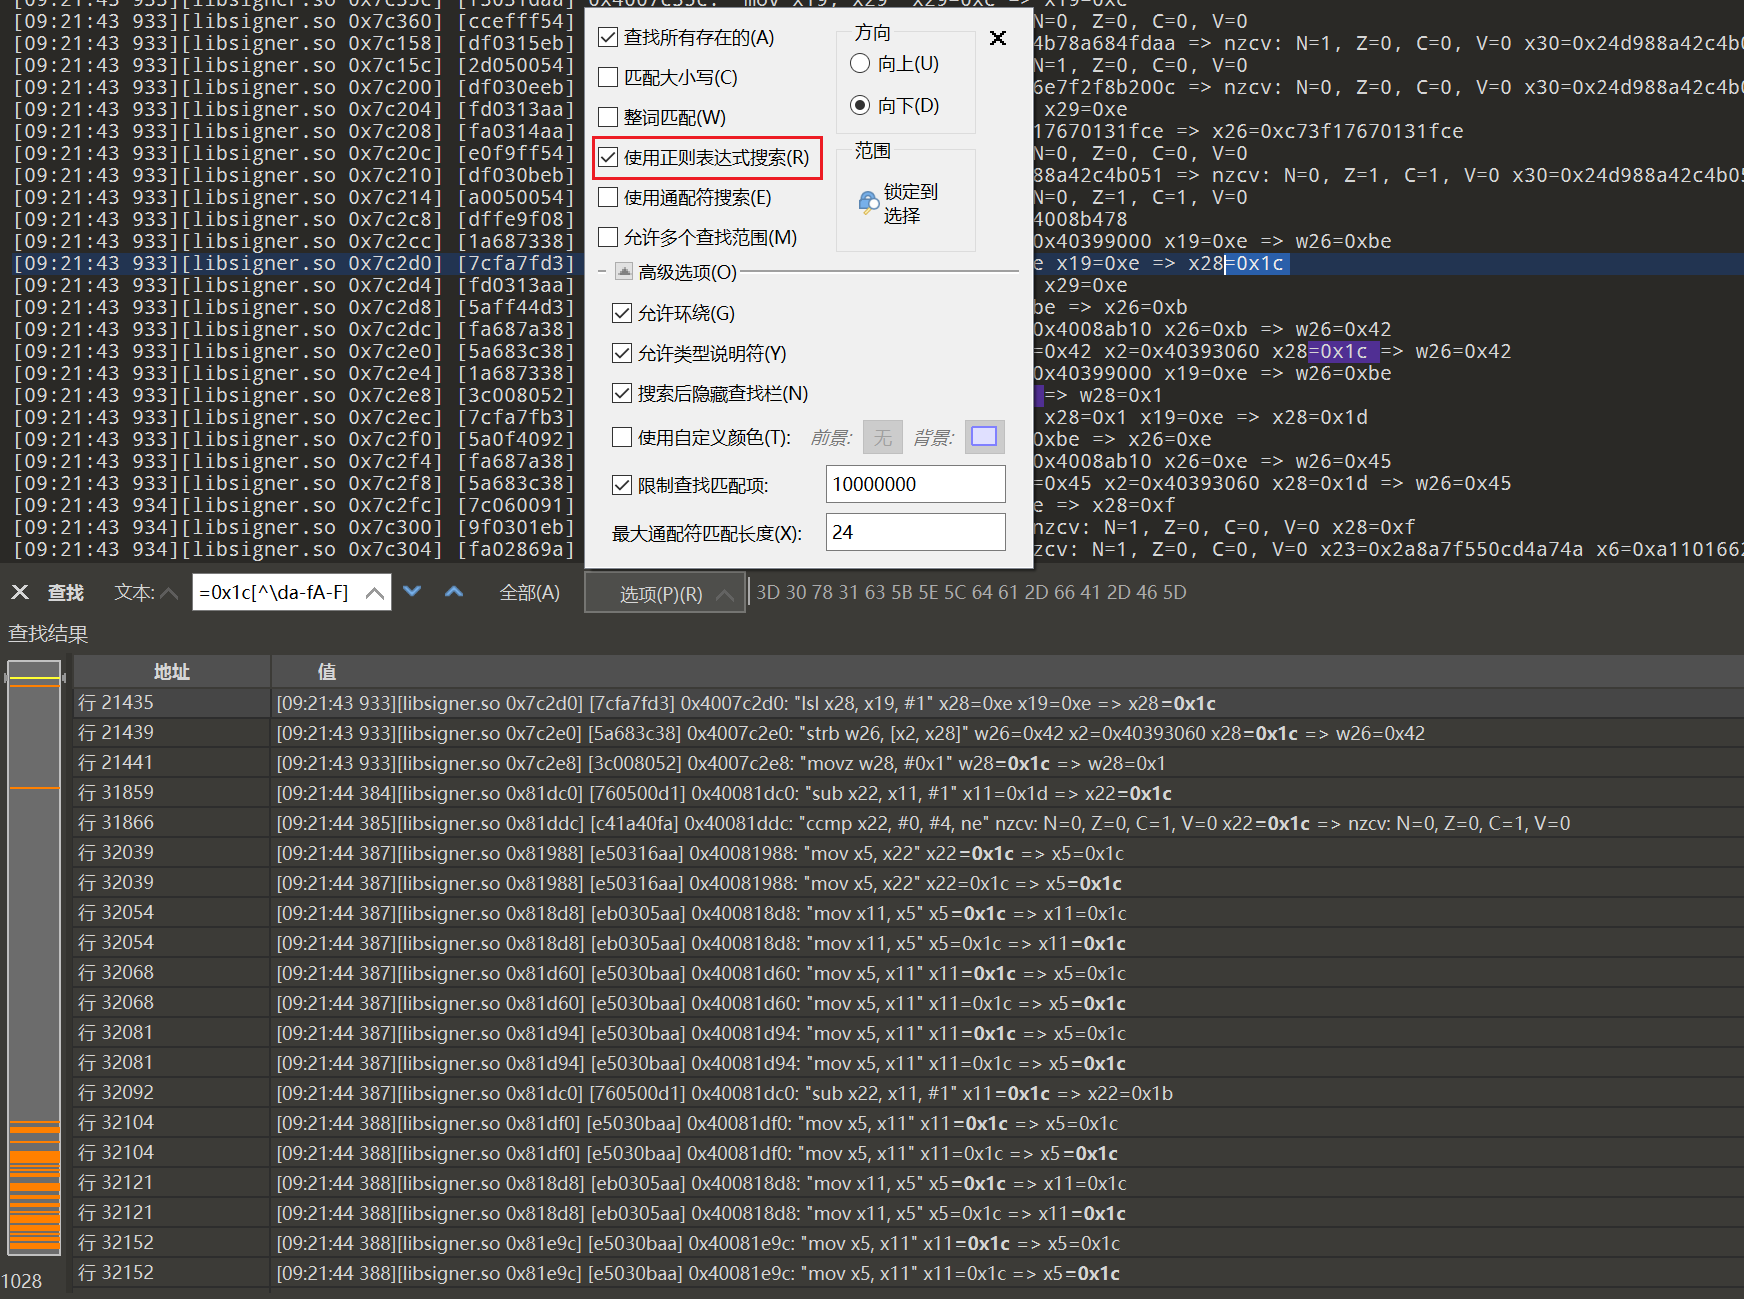 [09:21:43 933][libsigner.so 0x7c360] [ccefff54] N=0, Z=0, C=0, V=0
[09:21:43 933][libsigner.so 0x7c158] [df0315eb] 4b78a684fdaa => nzcv: N=1, Z=0, C=0, V=0 x30=0x24d988a42c4b0
[09:21:43 933][libsigner.so 0x7c15c] [2d050054] N=1, Z=0, C=0, V=0
[09:21:43 933][libsigner.so 0x7c200] [df030eeb] 6e7f2f8b200c => nzcv: N=0, Z=0, C=0, V=0 x30=0x24d988a42c4b0
[09:21:43 933][libsigner.so 0x7c204] [fd0313aa] x29=0xe
[09:21:43 933][libsigner.so 0x7c208] [fa0314aa] 17670131fce => x26=0xc73f17670131fce
[09:21:43 933][libsigner.so 0x7c20c] [e0f9ff54] N=0, Z=0, C=0, V=0
[09:21:43 933][libsigner.so 0x7c210] [df030beb] 88a42c4b051 => nzcv: N=0, Z=1, C=1, V=0 x30=0x24d988a42c4b05
[09:21:43 933][libsigner.so 0x7c214] [a0050054] N=0, Z=1, C=1, V=0
[09:21:43 933][libsigner.so 0x7c2c8] [dffe9f08] 4008b478
[09:21:43 933][libsigner.so 0x7c2cc] [1a687338] 0x40399000 x19=0xe => w26=0xbe
[09:21:43 933][libsigner.so 0x7c2d0] [7cfa7fd3] e x19=0xe => x28=0x1c
[09:21:43 933][libsigner.so 0x7c2d4] [fd0313aa] x29=0xe
[09:21:43 933][libsigner.so 0x7c2d8] [5aff44d3] be => x26=0xb
[09:21:43 933][libsigner.so 0x7c2dc] [fa687a38] 0x4008ab10 x26=0xb => w26=0x42
[09:21:43 933][libsigner.so 0x7c2e0] [5a683c38] =0x42 x2=0x40393060 x28=0x1c => w26=0x42
[09:21:43 933][libsigner.so 0x7c2e4] [1a687338] 0x40399000 x19=0xe => w26=0xbe
[09:21:43 933][libsigner.so 0x7c2e8] [3c008052] => w28=0x1
[09:21:43 933][libsigner.so 0x7c2ec] [7cfa7fb3] x28=0x1 x19=0xe => x28=0x1d
[09:21:43 933][libsigner.so 0x7c2f0] [5a0f4092] 0xbe => x26=0xe
[09:21:43 933][libsigner.so 0x7c2f4] [fa687a38] 0x4008ab10 x26=0xe => w26=0x45
[09:21:43 933][libsigner.so 0x7c2f8] [5a683c38] =0x45 x2=0x40393060 x28=0x1d => w26=0x45
[09:21:43 934][libsigner.so 0x7c2fc] [7c060091] e => x28=0xf
[09:21:43 934][libsigner.so 0x7c300] [9f0301eb] nzcv: N=1, Z=0, C=0, V=0 x28=0xf
[09:21:43 934][libsigner.so 0x7c304] [fa02869a] zcv: N=1, Z=0, C=0, V=0 x23=0x2a8a7f550cd4a74a x6=0xa1101662
查找所有存在的(A)
匹配大小写(C)
整词匹配(W)
使用正则表达式搜索(R)
使用通配符搜索(E)
允许多个查找范围(M)
方向
向上(U)
向下(D)
范围
锁定到
选择
高级选项(O)
允许环绕(G)
允许类型说明符(Y)
搜索后隐藏查找栏(N)
使用自定义颜色(T): 前景: 无 背景:
限制查找匹配项: 10000000
最大通配符匹配长度(X): 24
查找 文本: =0x1c[^\da-fA-F] 全部(A) 选项(P)(R) 3D 30 78 31 63 5B 5E 5C 64 61 2D 66 41 2D 46 5D
查找结果
地址 值
行 21435 [09:21:43 933][libsigner.so 0x7c2d0] [7cfa7fd3] 0x4007c2d0: "lsl x28, x19, #1" x28=0xe x19=0xe => x28=0x1c
行 21439 [09:21:43 933][libsigner.so 0x7c2e0] [5a683c38] 0x4007c2e0: "strb w26, [x2, x28]" w26=0x42 x2=0x40393060 x28=0x1c => w26=0x42
行 21441 [09:21:43 933][libsigner.so 0x7c2e8] [3c008052] 0x4007c2e8: "movz w28, #0x1" w28=0x1c => w28=0x1
行 31859 [09:21:44 384][libsigner.so 0x81dc0] [760500d1] 0x40081dc0: "sub x22, x11, #1" x11=0x1d => x22=0x1c
行 31866 [09:21:44 385][libsigner.so 0x81ddc] [c41a40fa] 0x40081ddc: "ccmp x22, #0, #4, ne" nzcv: N=0, Z=0, C=1, V=0 x22=0x1c => nzcv: N=0, Z=0, C=1, V=0
行 32039 [09:21:44 387][libsigner.so 0x81988] [e50316aa] 0x40081988: "mov x5, x22" x22=0x1c => x5=0x1c
行 32039 [09:21:44 387][libsigner.so 0x81988] [e50316aa] 0x40081988: "mov x5, x22" x22=0x1c => x5=0x1c
行 32054 [09:21:44 387][libsigner.so 0x818d8] [eb0305aa] 0x400818d8: "mov x11, x5" x5=0x1c => x11=0x1c
行 32054 [09:21:44 387][libsigner.so 0x818d8] [eb0305aa] 0x400818d8: "mov x11, x5" x5=0x1c => x11=0x1c
行 32068 [09:21:44 387][libsigner.so 0x81d60] [e5030baa] 0x40081d60: "mov x5, x11" x11=0x1c => x5=0x1c
行 32068 [09:21:44 387][libsigner.so 0x81d60] [e5030baa] 0x40081d60: "mov x5, x11" x11=0x1c => x5=0x1c
行 32081 [09:21:44 387][libsigner.so 0x81d94] [e5030baa] 0x40081d94: "mov x5, x11" x11=0x1c => x5=0x1c
行 32081 [09:21:44 387][libsigner.so 0x81d94] [e5030baa] 0x40081d94: "mov x5, x11" x11=0x1c => x5=0x1c
行 32092 [09:21:44 387][libsigner.so 0x81dc0] [760500d1] 0x40081dc0: "sub x22, x11, #1" x11=0x1c => x22=0x1b
行 32104 [09:21:44 388][libsigner.so 0x81df0] [e5030baa] 0x40081df0: "mov x5, x11" x11=0x1c => x5=0x1c
行 32104 [09:21:44 388][libsigner.so 0x81df0] [e5030baa] 0x40081df0: "mov x5, x11" x11=0x1c => x5=0x1c
行 32121 [09:21:44 388][libsigner.so 0x818d8] [eb0305aa] 0x400818d8: "mov x11, x5" x5=0x1c => x11=0x1c
行 32121 [09:21:44 388][libsigner.so 0x818d8] [eb0305aa] 0x400818d8: "mov x11, x5" x5=0x1c => x11=0x1c
行 32152 [09:21:44 388][libsigner.so 0x81e9c] [e5030baa] 0x40081e9c: "mov x5, x11" x11=0x1c => x5=0x1c
行 32152 [09:21:44 388][libsigner.so 0x81e9c] [e5030baa] 0x40081e9c: "mov x5, x11" x11=0x1c => x5=0x1c
1028